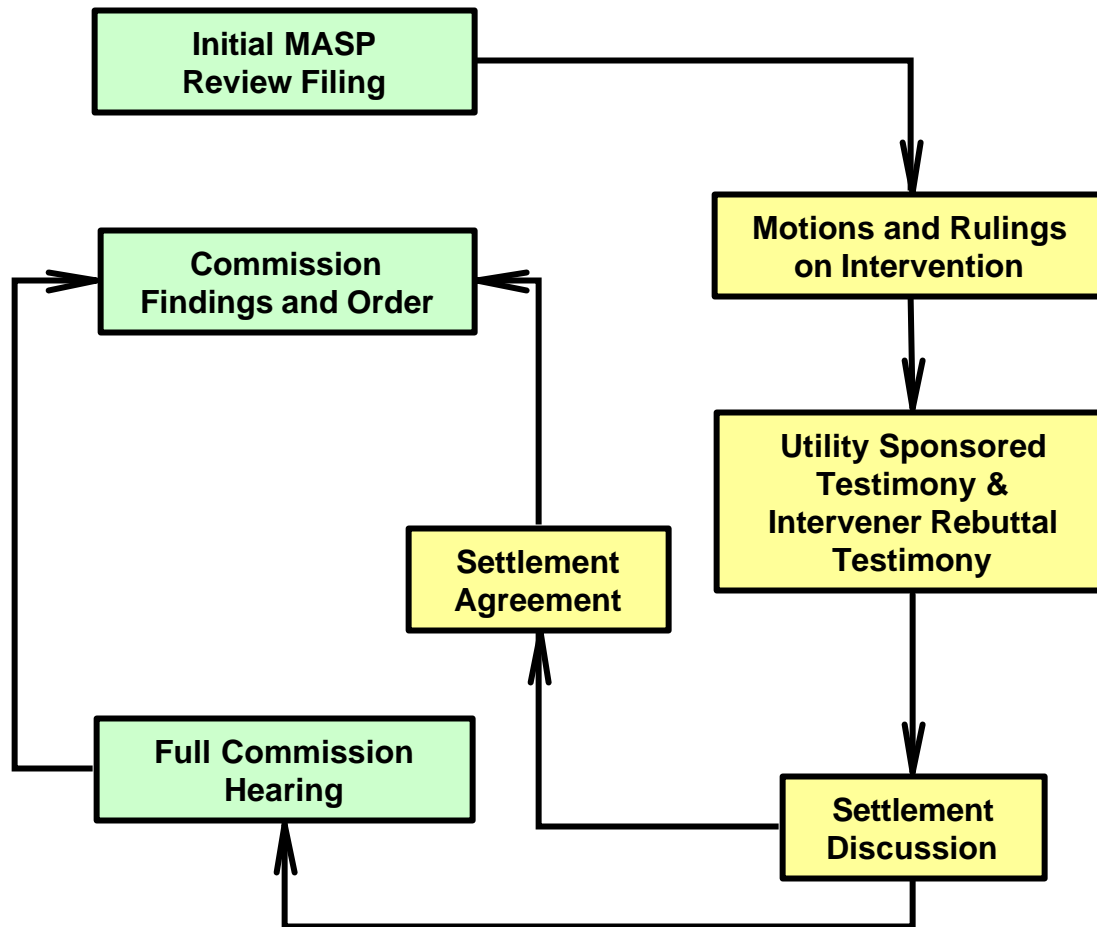 Initial MASP
Review Filing
Motions and Rulings
on Intervention
Commission
Findings and Order
Utility Sponsored
Testimony &
Intervener Rebuttal
Testimony
Settlement
Agreement
Full Commission
Hearing
Settlement
Discussion